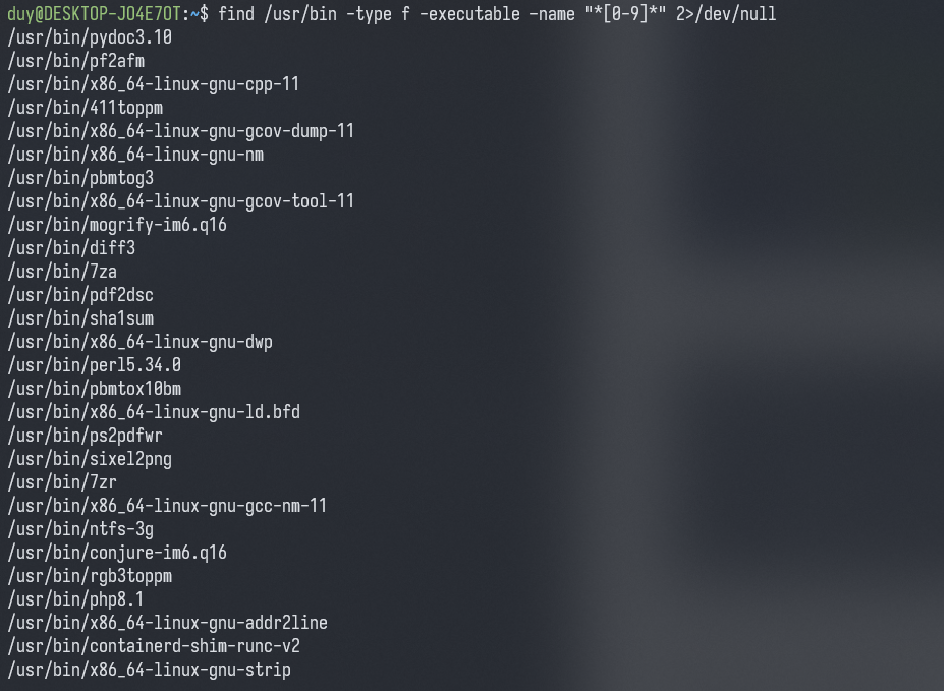 duy@DESKTOP-JO4E7OT:~$ find /usr/bin -type f -executable -name "*[0-9]*" 2>/dev/null
/usr/bin/pydoc3.10
/usr/bin/pf2afm
/usr/bin/x86_64-linux-gnu-cpp-11
/usr/bin/411toppm
/usr/bin/x86_64-linux-gnu-gcov-dump-11
/usr/bin/x86_64-linux-gnu-nm
/usr/bin/pbmtog3
/usr/bin/x86_64-linux-gnu-gcov-tool-11
/usr/bin/mogrify-im6.q16
/usr/bin/diff3
/usr/bin/7za
/usr/bin/pdf2dsc
/usr/bin/sha1sum
/usr/bin/x86_64-linux-gnu-dwp
/usr/bin/perl5.34.0
/usr/bin/pbmtox10bm
/usr/bin/x86_64-linux-gnu-ld.bfd
/usr/bin/ps2pdfwr
/usr/bin/sixel2png
/usr/bin/7zr
/usr/bin/x86_64-linux-gnu-gcc-nm-11
/usr/bin/ntfs-3g
/usr/bin/conjure-im6.q16
/usr/bin/rgb3toppm
/usr/bin/php8.1
/usr/bin/x86_64-linux-gnu-addr2line
/usr/bin/containerd-shim-runc-v2
/usr/bin/x86_64-linux-gnu-strip